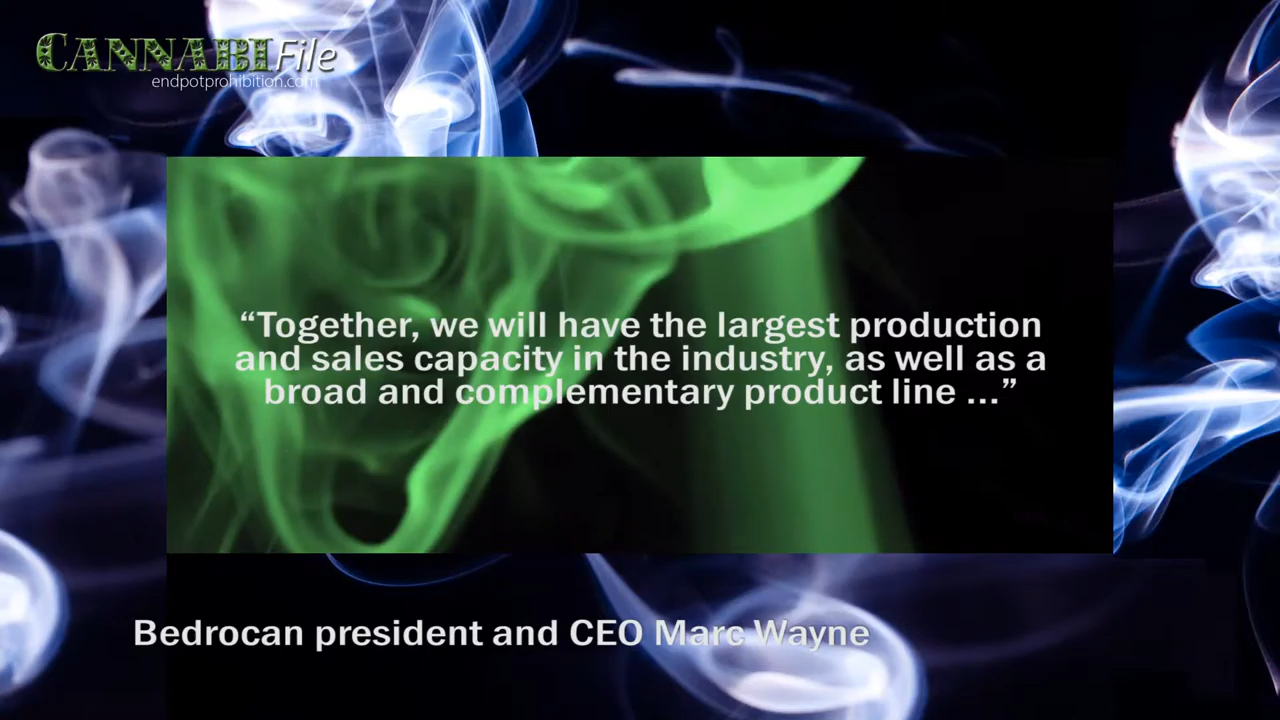 CANNABIFile
endpotprohibition.com
“Together, we will have the largest production
and sales capacity in the industry, as well as a
broad and complementary product line ...”
Bedrocan president and CEO Marc Wayne